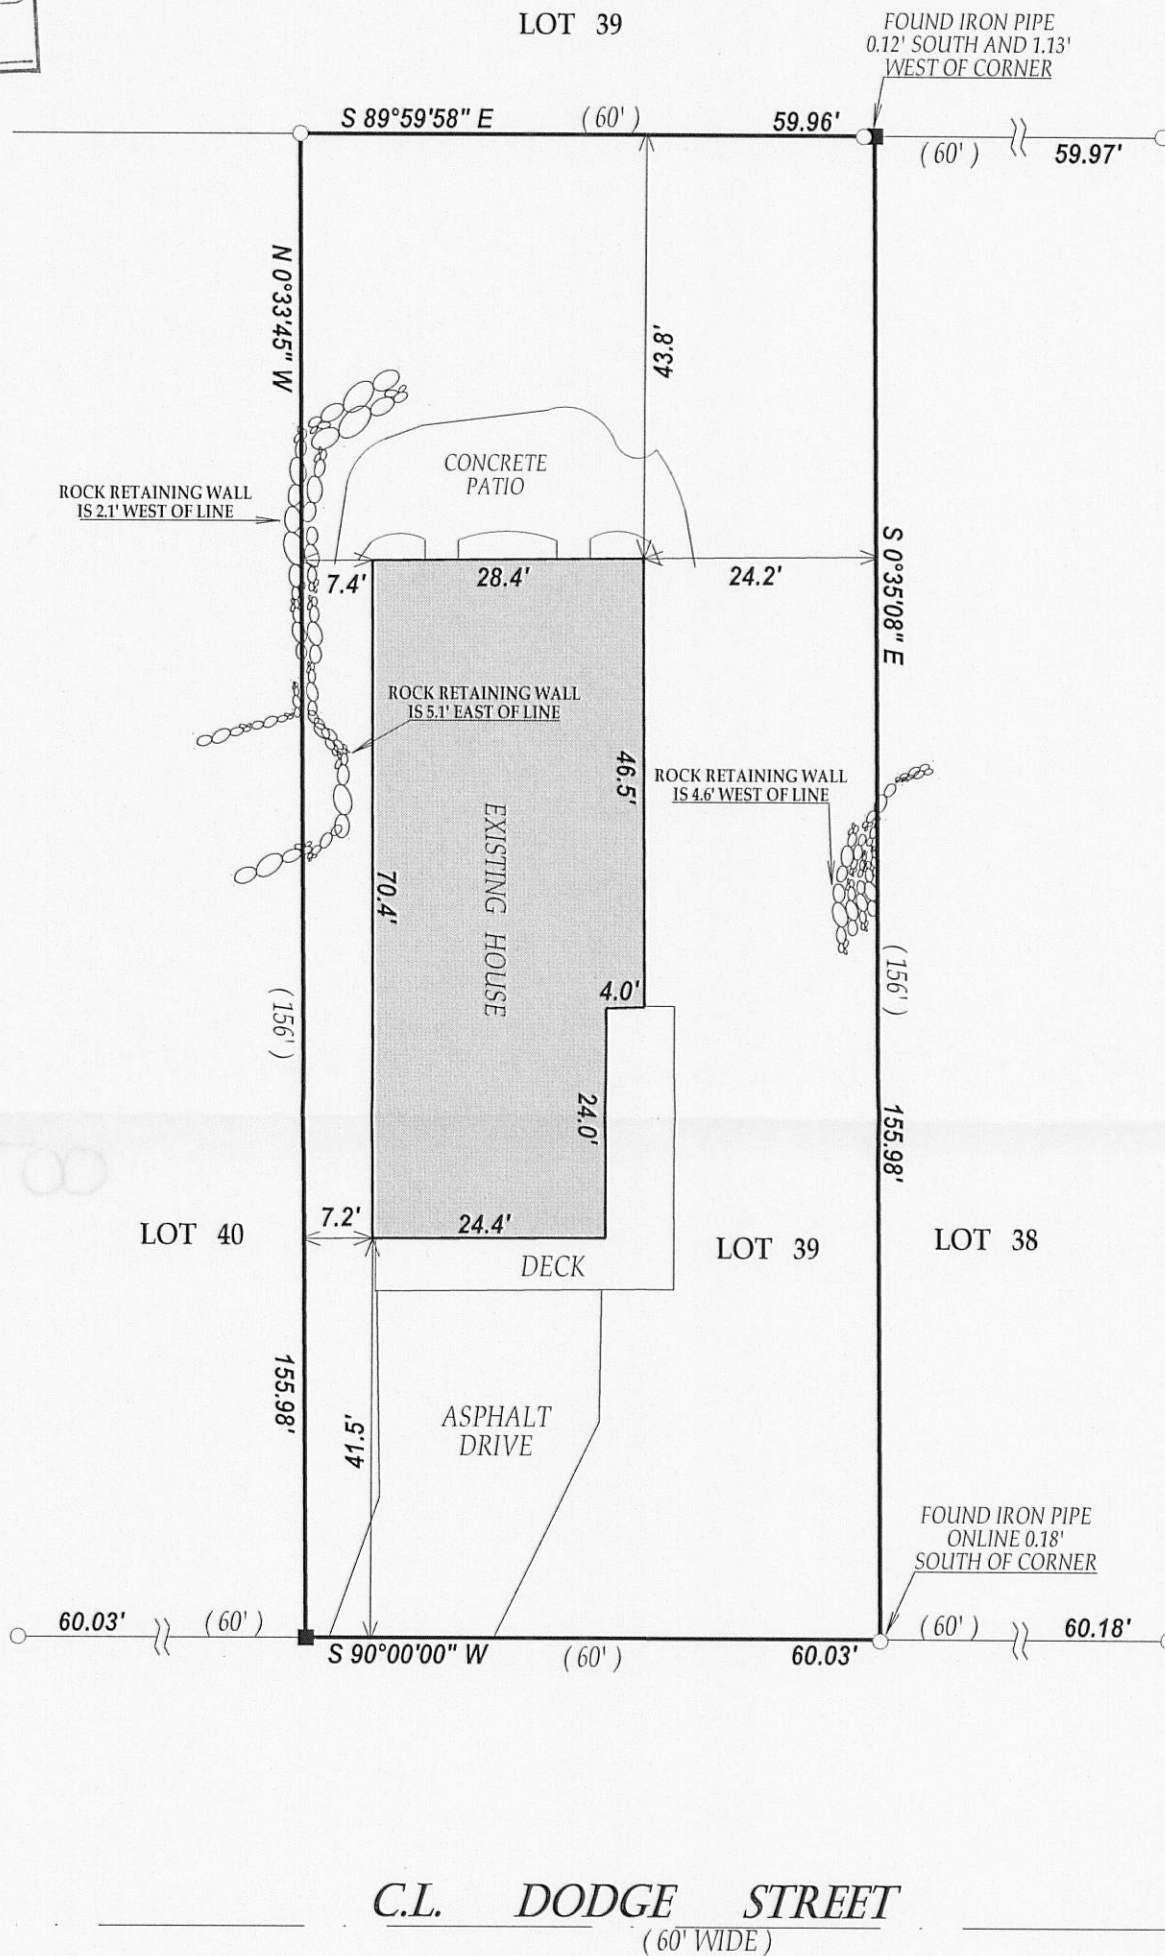 LOT 39
FOUND IRON PIPE
0.12' SOUTH AND 1.13'
WEST OF CORNER
S 89°59'58" E
( 60' )
59.96'
( 60' )
59.97'
N 0°33'45" W
43.8'
CONCRETE
PATIO
ROCK RETAINING WALL
IS 2.1' WEST OF LINE
7.4'
28.4'
24.2'
S 0°35'08" E
ROCK RETAINING WALL
IS 5.1' EAST OF LINE
46.5'
ROCK RETAINING WALL
IS 4.6' WEST OF LINE
EXISTING HOUSE
70.4'
( 156' )
4.0'
( 156' )
24.0'
155.98'
7.2'
24.4'
LOT 40
LOT 39
LOT 38
DECK
155.98'
41.5'
ASPHALT
DRIVE
FOUND IRON PIPE
ONLINE 0.18'
SOUTH OF CORNER
60.03'
( 60' )
S 90°00'00" W
( 60' )
60.03'
( 60' )
60.18'
C.L. DODGE STREET
( 60' WIDE )